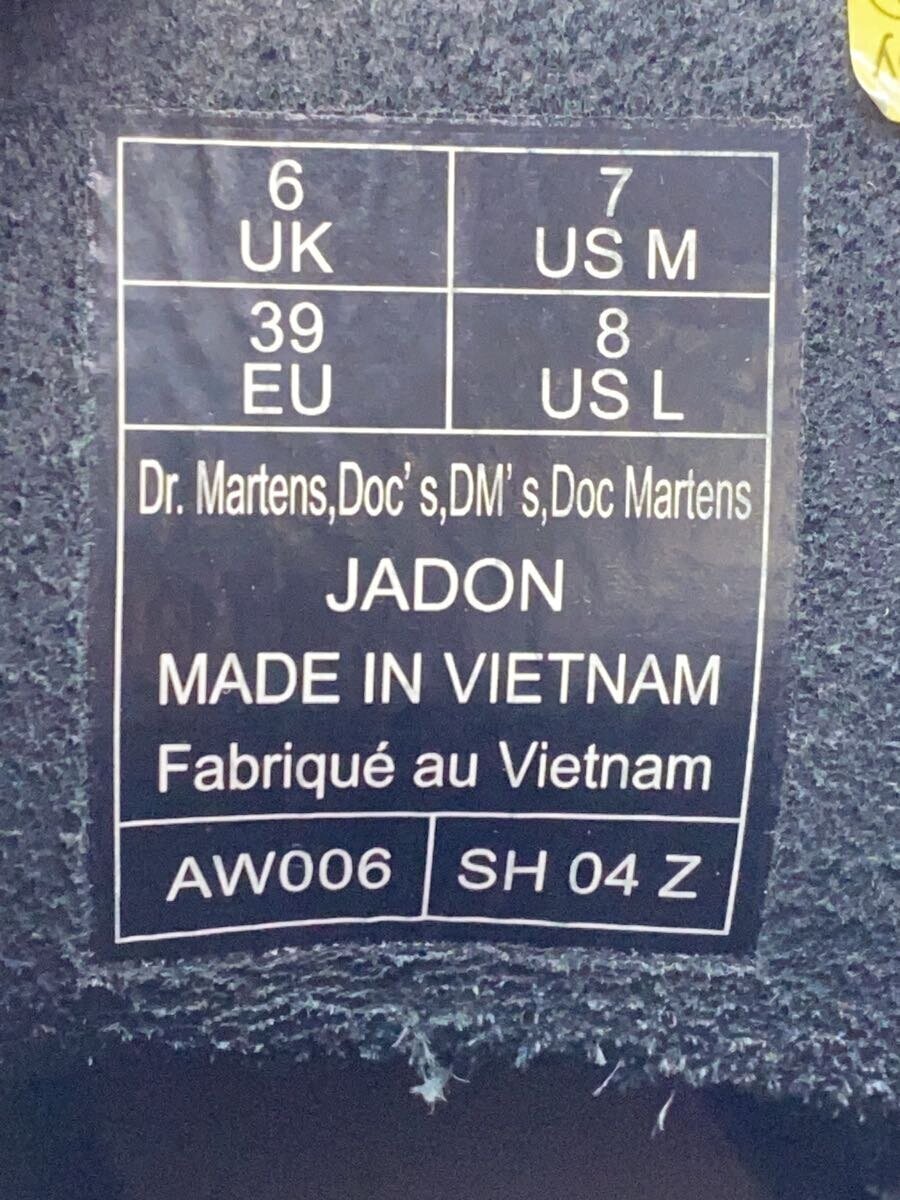 6
UK
7
US M
39
EU
8
US L
Dr. Martens,Doc's,DM's,Doc Martens
JADON
MADE IN VIETNAM
Fabriqué au Vietnam
AW006
SH 04 Z